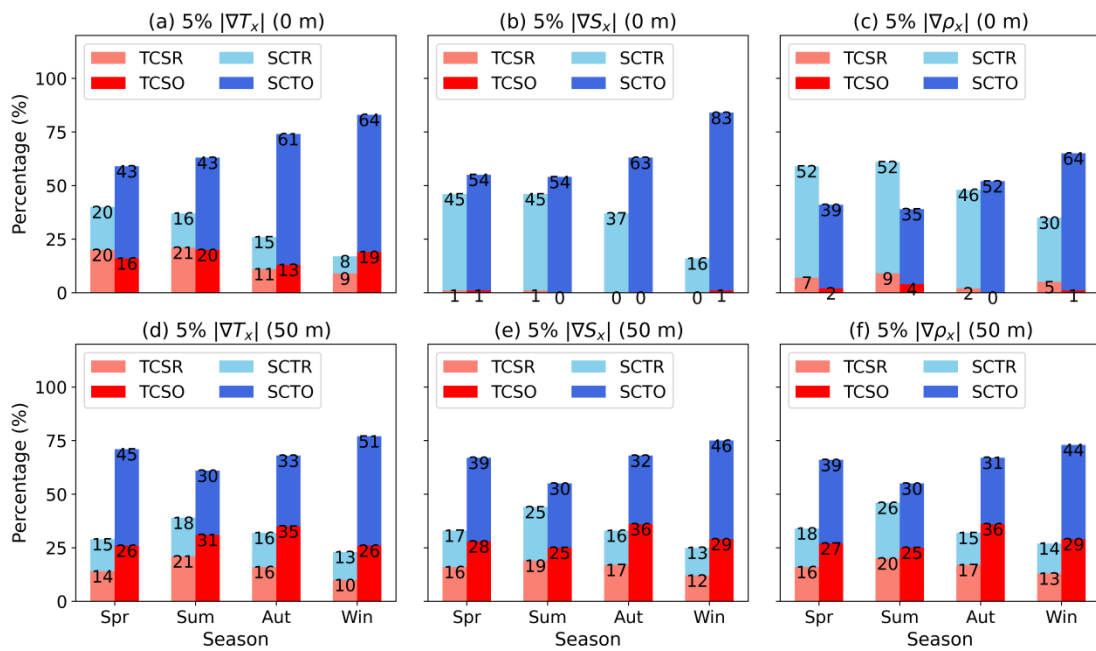 (a) 5% |∇Tₓ| (0 m)
(b) 5% |∇Sₓ| (0 m)
(c) 5% |∇ρₓ| (0 m)
Percentage (%)
100
75
50
25
0
TCSR SCTR
TCSO SCTO
20 43 20 16
16 43 21 20
15 61 11 13
8 64 9 19
TCSR SCTR
TCSO SCTO
45 54 1 1
45 54 1 0
37 63 0 0
16 83 0 1
TCSR SCTR
TCSO SCTO
52 39 7 2
52 35 9 4
46 52 2 0
30 64 5 1
(d) 5% |∇Tₓ| (50 m)
(e) 5% |∇Sₓ| (50 m)
(f) 5% |∇ρₓ| (50 m)
Percentage (%)
100
75
50
25
0
TCSR SCTR
TCSO SCTO
15 45 14 26
18 30 21 31
16 33 16 35
13 51 10 26
Spr Sum Aut Win
Season
TCSR SCTR
TCSO SCTO
17 39 16 28
25 30 19 25
16 32 17 36
13 46 12 29
Spr Sum Aut Win
Season
TCSR SCTR
TCSO SCTO
18 39 16 27
26 30 20 25
15 31 17 36
14 44 13 29
Spr Sum Aut Win
Season